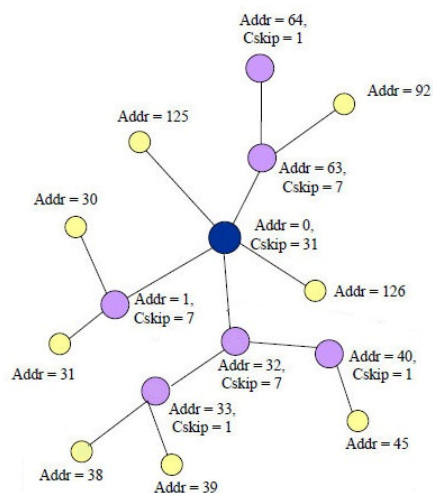 Addr = 64,
Cskip = 1
Addr = 92
Addr = 125
Addr = 63,
Cskip = 7
Addr = 30
Addr = 0,
Cskip = 31
Addr = 126
Addr = 1,
Cskip = 7
Addr = 31
Addr = 32,
Cskip = 7
Addr = 40,
Cskip = 1
Addr = 33,
Cskip = 1
Addr = 45
Addr = 38
Addr = 39